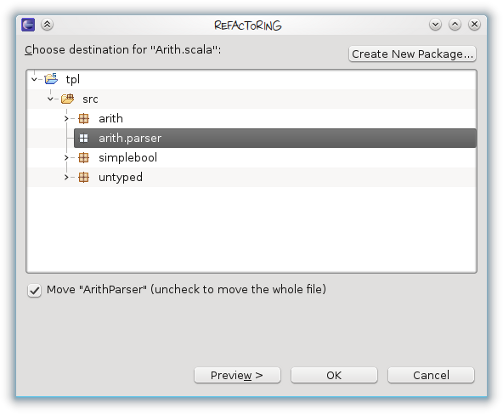 REFACTORING
Choose destination for "Arith.scala":
Create New Package...
tpl
src
arith
arith.parser
simplebool
untyped
Move "ArithParser" (uncheck to move the whole file)
Preview >
OK
Cancel